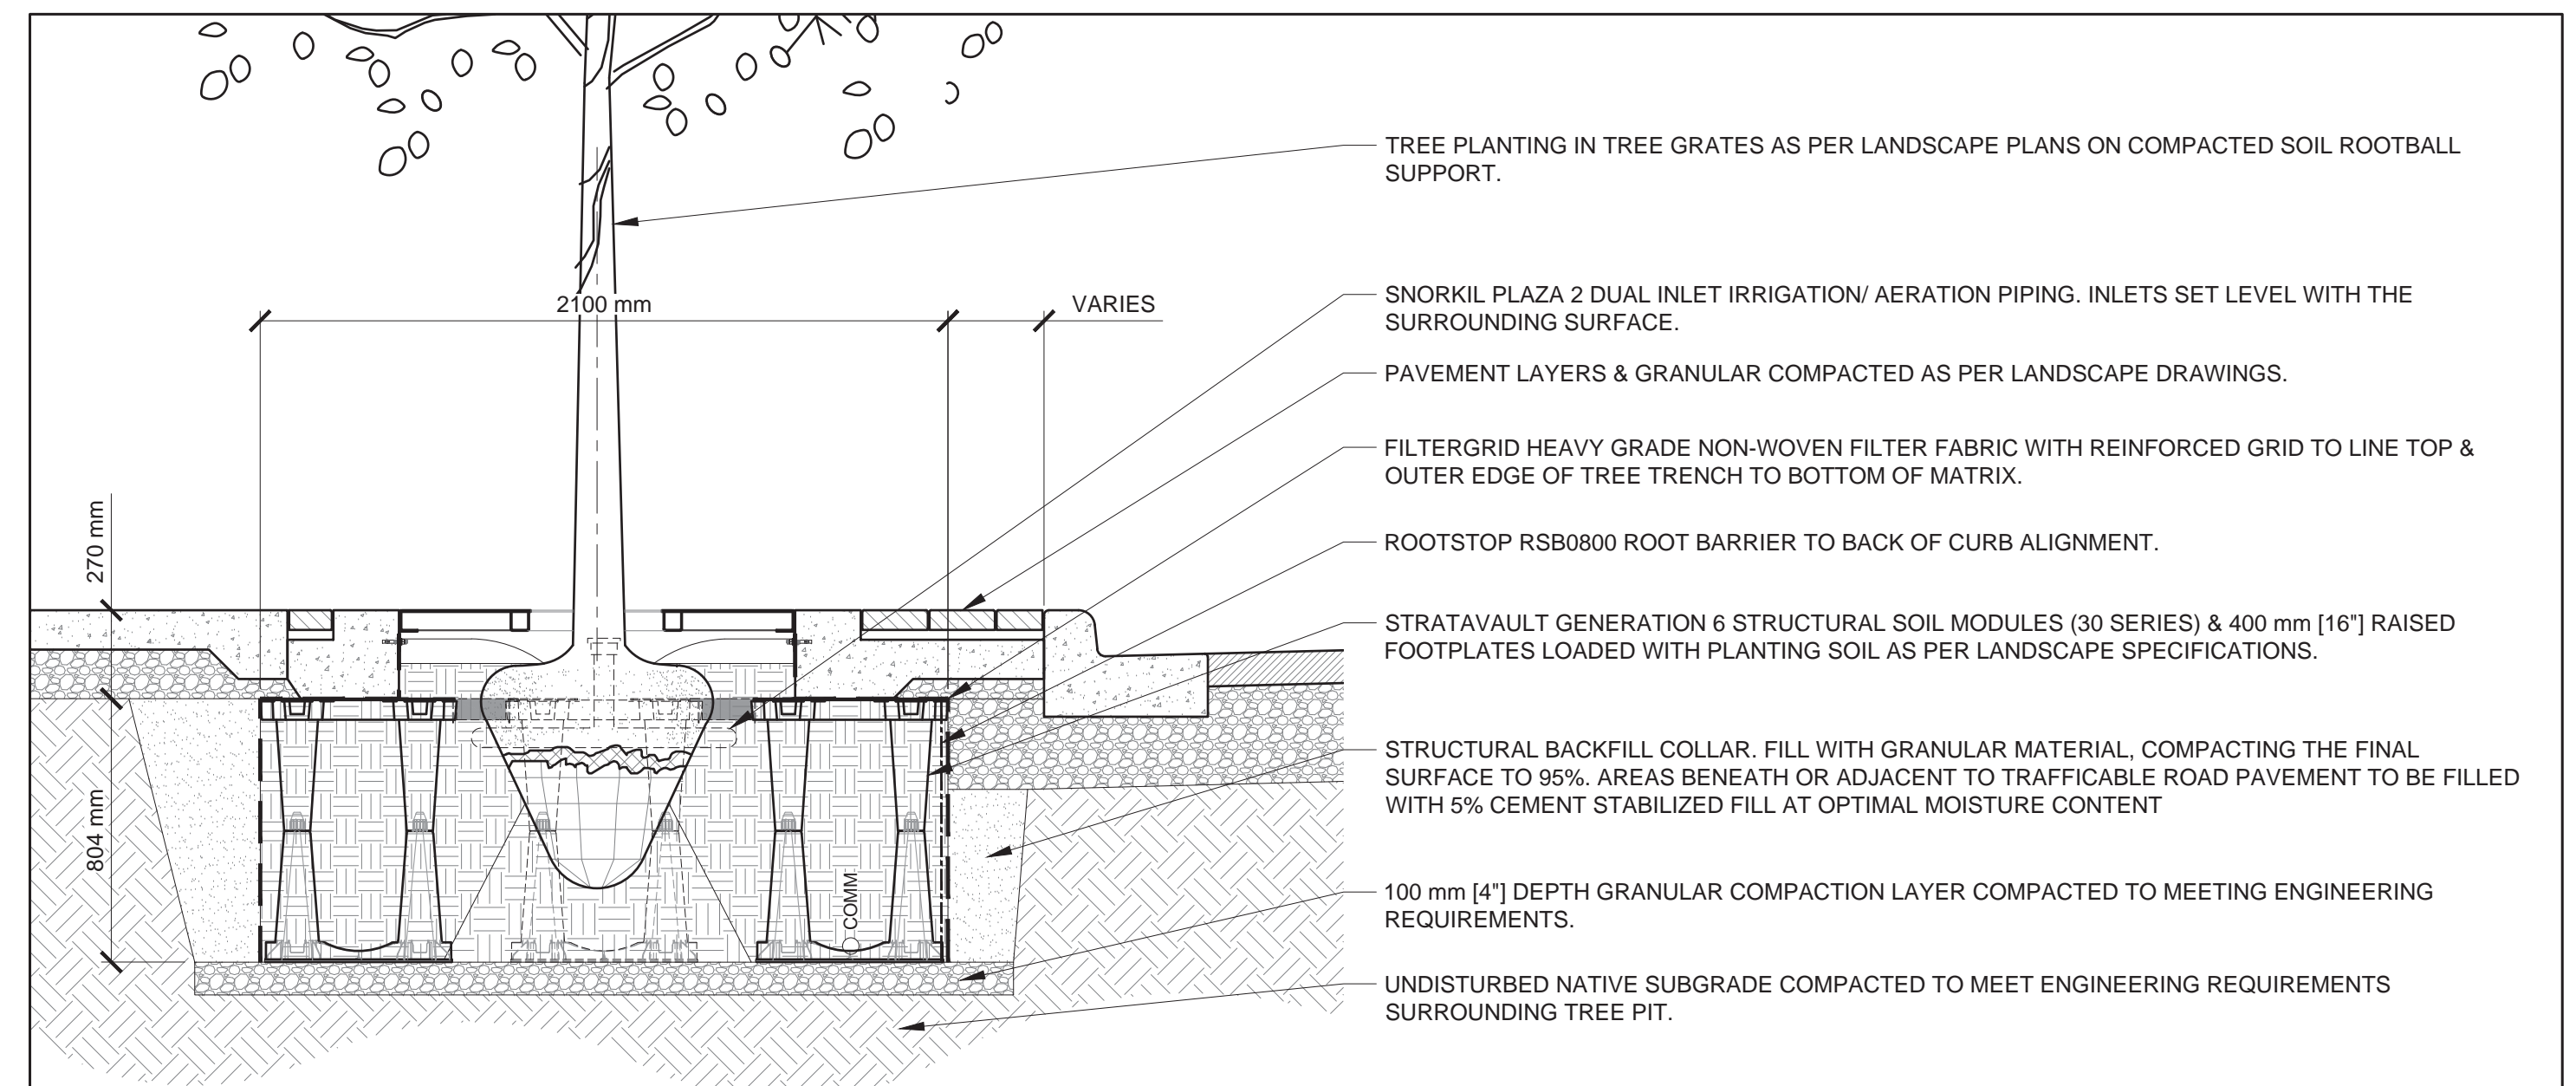 TREE PLANTING IN TREE GRATES AS PER LANDSCAPE PLANS ON COMPACTED SOIL ROOTBALL
SUPPORT.
2100 mm
VARIES
SNORKIL PLAZA 2 DUAL INLET IRRIGATION/ AERATION PIPING. INLETS SET LEVEL WITH THE
SURROUNDING SURFACE.
PAVEMENT LAYERS & GRANULAR COMPACTED AS PER LANDSCAPE DRAWINGS.
FILTERGRID HEAVY GRADE NON-WOVEN FILTER FABRIC WITH REINFORCED GRID TO LINE TOP &
OUTER EDGE OF TREE TRENCH TO BOTTOM OF MATRIX.
270 mm
ROOTSTOP RSB0800 ROOT BARRIER TO BACK OF CURB ALIGNMENT.
STRATAVAULT GENERATION 6 STRUCTURAL SOIL MODULES (30 SERIES) & 400 mm [16"] RAISED
FOOTPLATES LOADED WITH PLANTING SOIL AS PER LANDSCAPE SPECIFICATIONS.
STRUCTURAL BACKFILL COLLAR. FILL WITH GRANULAR MATERIAL, COMPACTING THE FINAL
SURFACE TO 95%. AREAS BENEATH OR ADJACENT TO TRAFFICABLE ROAD PAVEMENT TO BE FILLED
WITH 5% CEMENT STABILIZED FILL AT OPTIMAL MOISTURE CONTENT
804 mm
COMM.
100 mm [4"] DEPTH GRANULAR COMPACTION LAYER COMPACTED TO MEETING ENGINEERING
REQUIREMENTS.
UNDISTURBED NATIVE SUBGRADE COMPACTED TO MEET ENGINEERING REQUIREMENTS
SURROUNDING TREE PIT.